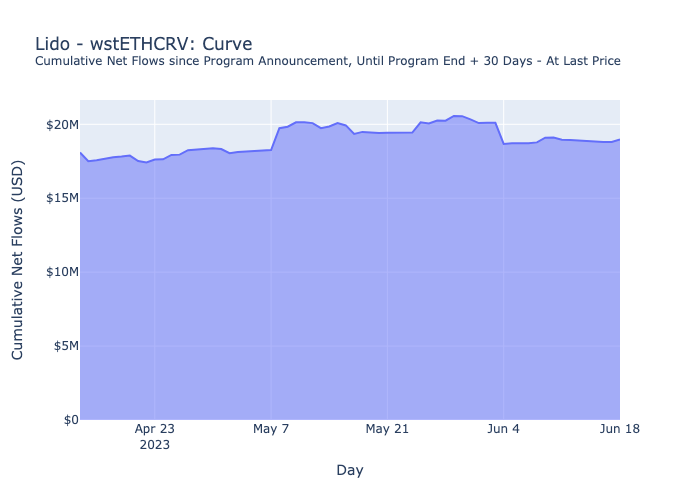 Lido - wstETHCRV: Curve
Cumulative Net Flows since Program Announcement, Until Program End + 30 Days - At Last Price
Cumulative Net Flows (USD)
$20M
$15M
$10M
$5M
$0
Apr 23
2023
May 7
May 21
Jun 4
Jun 18
Day